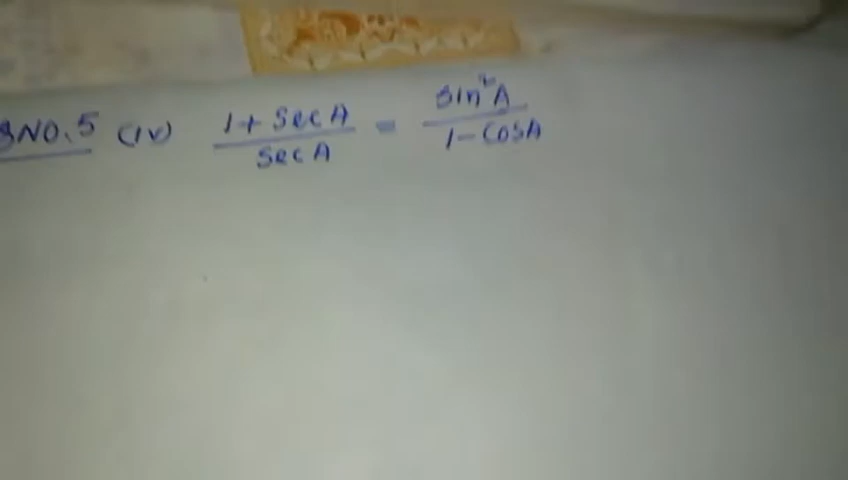 QNO.5 (iv) 1+secA/secA = sin²A/1-cosA